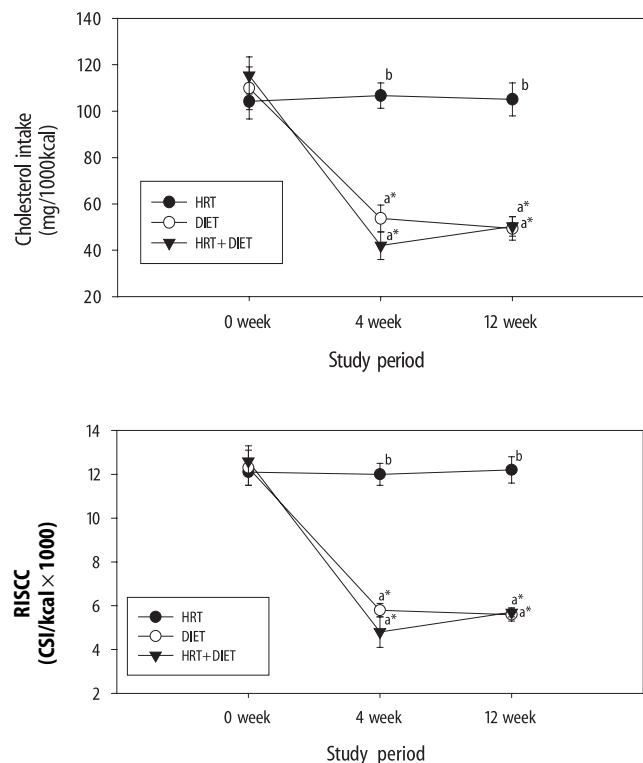 140
120
100
80
60
40
20
Cholesterol intake
(mg/1000kcal)
HRT
DIET
HRT+DIET
b
b
a*
a*
a*
a*
0 week
4 week
12 week
Study period
14
12
10
8
6
4
2
RISCC
(CSI/kcal × 1000)
HRT
DIET
HRT+DIET
b
b
a*
a*
a*
a*
0 week
4 week
12 week
Study period